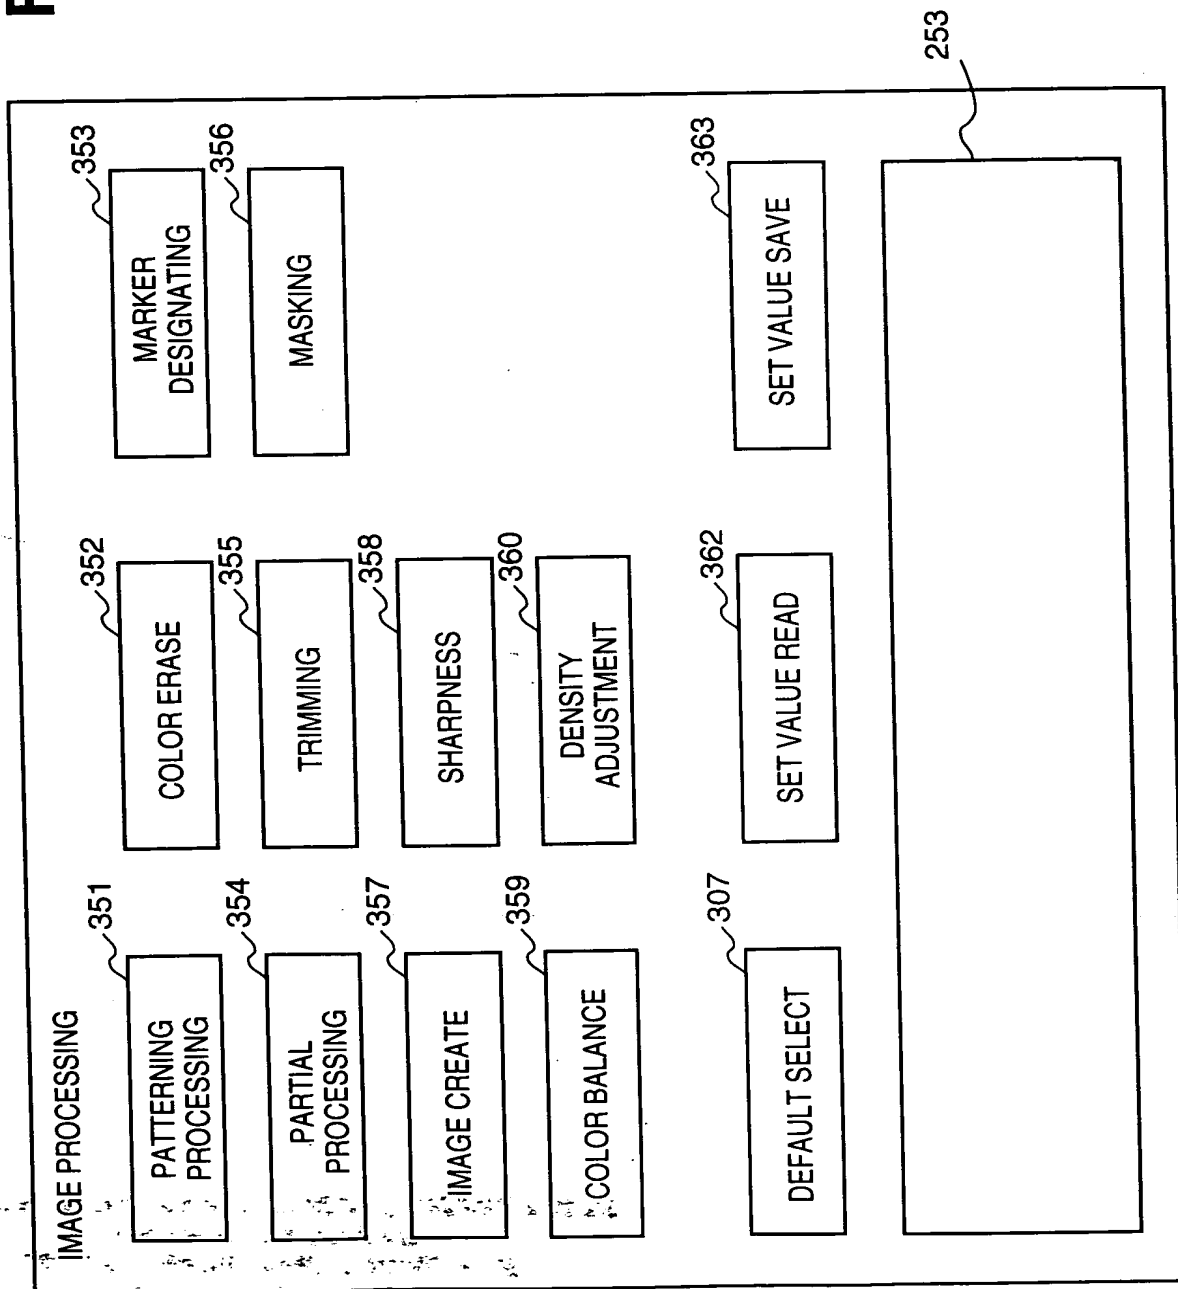 IMAGE PROCESSING
351
PATTERNING
PROCESSING
352
COLOR ERASE
353
MARKER
DESIGNATING
354
PARTIAL
PROCESSING
355
TRIMMING
356
MASKING
357
IMAGE CREATE
358
SHARPNESS
359
COLOR BALANCE
360
DENSITY
ADJUSTMENT
307
DEFAULT SELECT
362
SET VALUE READ
363
SET VALUE SAVE
253